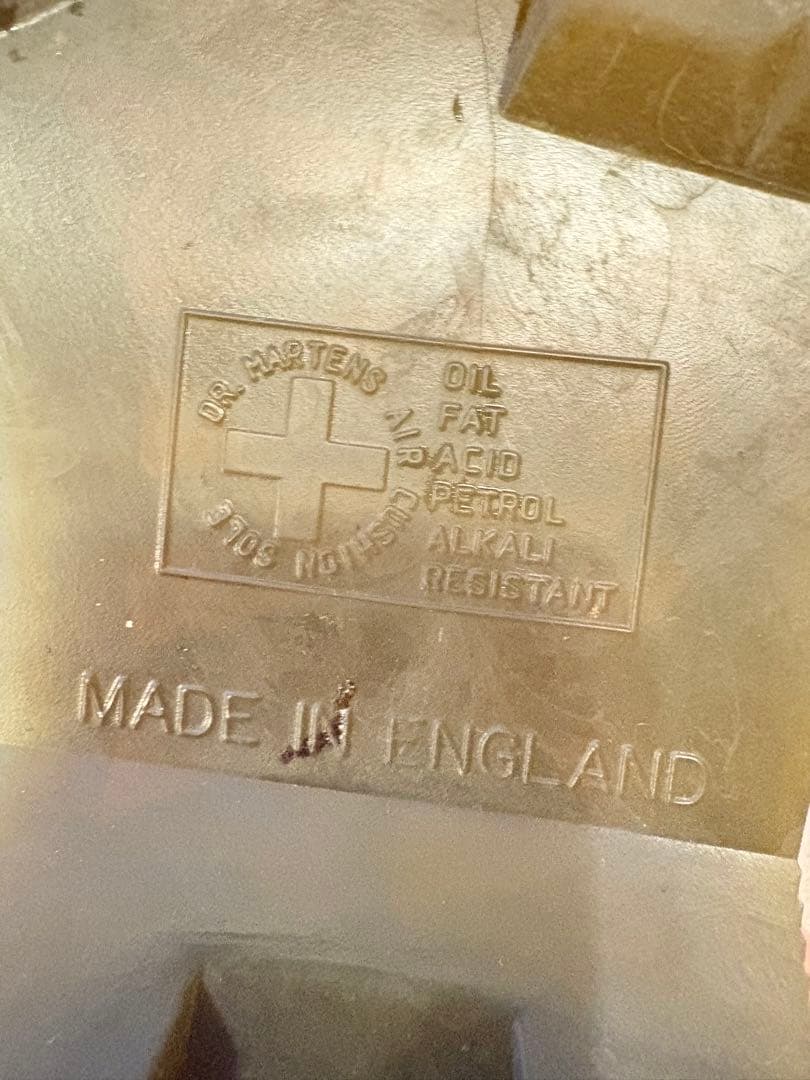 DR. MARTENS AIR CUSHION SOLE
OIL
FAT
ACID
PETROL
ALKALI
RESISTANT
MADE IN ENGLAND